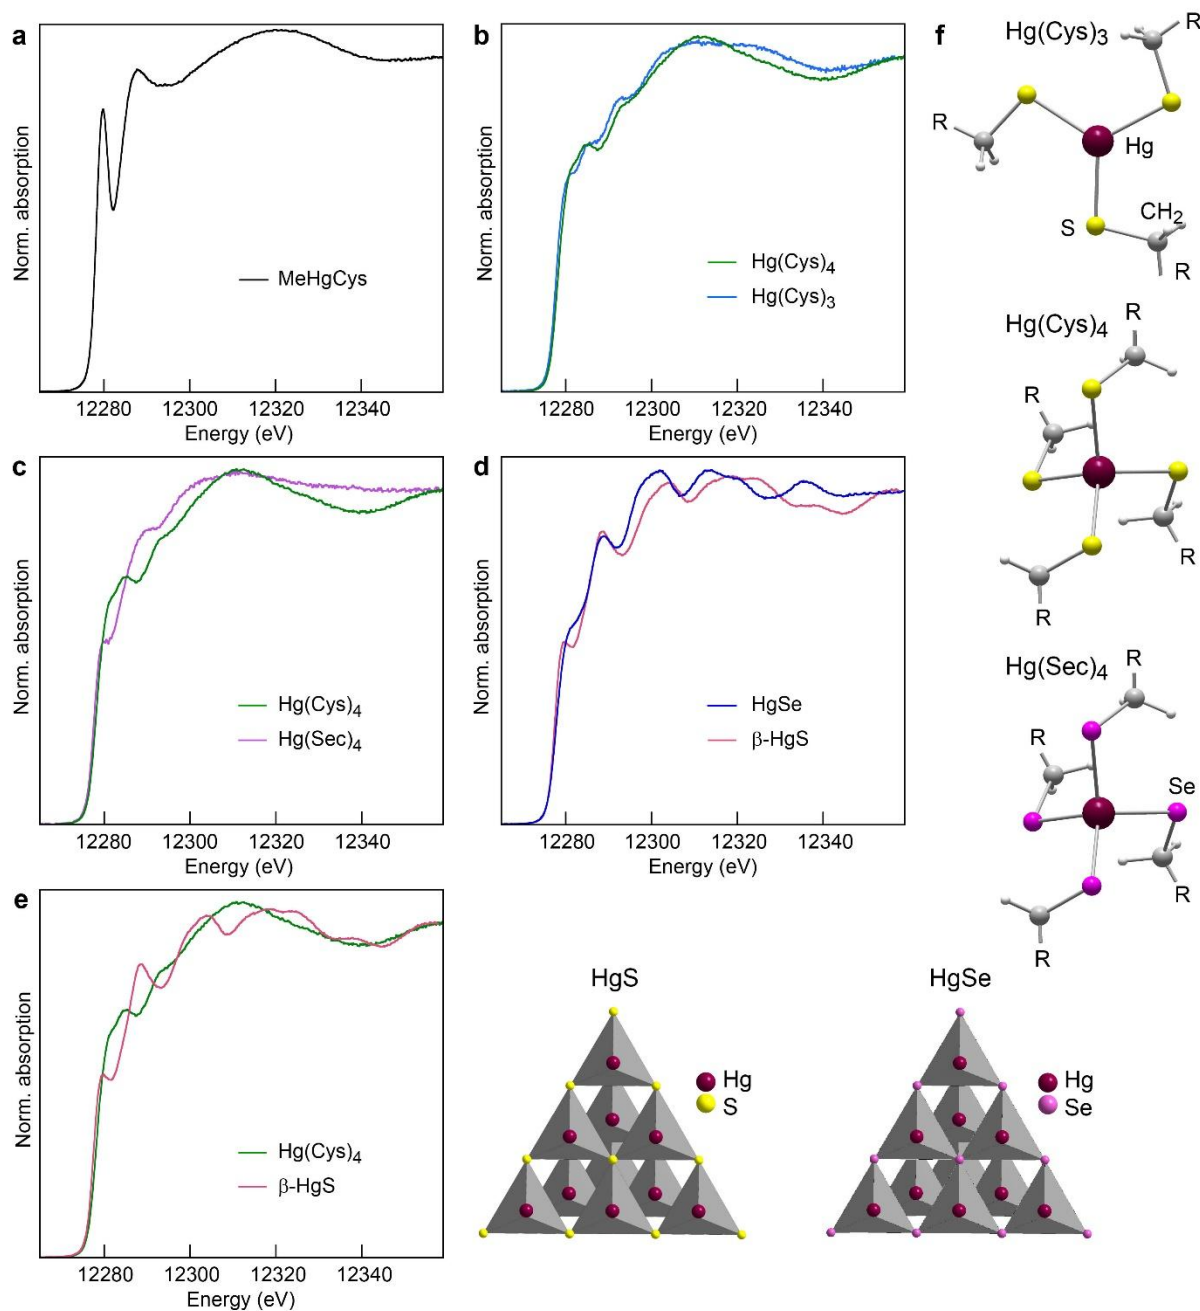 a
Norm. absorption
MeHgCys
12280 12300 12320 12340
Energy (eV)
b
Norm. absorption
Hg(Cys)4
Hg(Cys)3
12280 12300 12320 12340
Energy (eV)
c
Norm. absorption
Hg(Cys)4
Hg(Sec)4
12280 12300 12320 12340
Energy (eV)
d
Norm. absorption
HgSe
β-HgS
12280 12300 12320 12340
Energy (eV)
e
Norm. absorption
Hg(Cys)4
β-HgS
12280 12300 12320 12340
Energy (eV)
f
Hg(Cys)3
R
R
Hg
S
CH2
R
Hg(Cys)4
R
R
R
R
Hg(Sec)4
R
R
Se
R
R
HgS
Hg
S
HgSe
Hg
Se